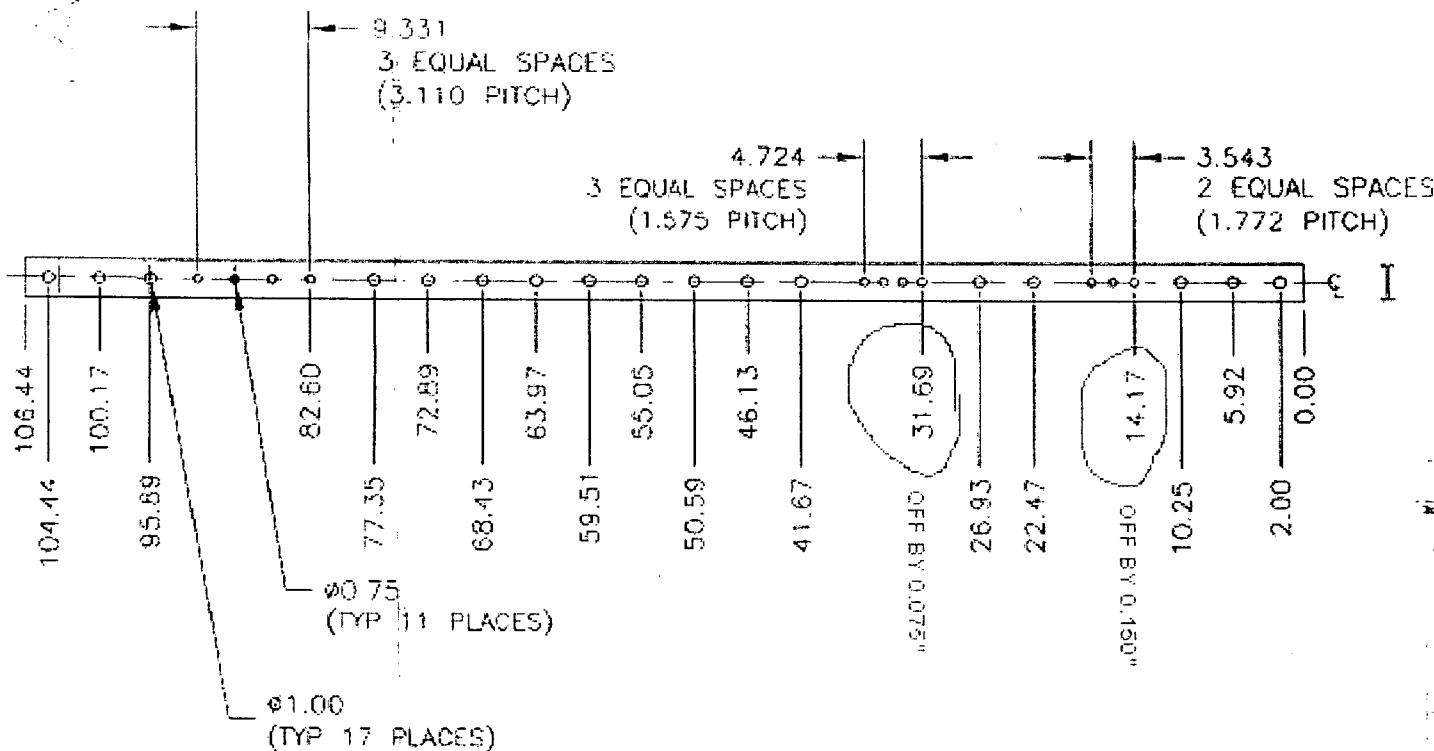 9.331
3 EQUAL SPACES
(3.110 PITCH)
4.724
3 EQUAL SPACES
(1.575 PITCH)
3.543
2 EQUAL SPACES
(1.772 PITCH)
106.44
104.44
100.17
95.89
82.60
77.35
72.89
68.43
63.97
59.51
55.05
50.59
46.13
41.67
31.69
OFF BY 0.075"
26.93
22.47
14.17
OFF BY 0.150"
10.25
5.92
2.00
0.00
⌀0.75
(TYP 11 PLACES)
⌀1.00
(TYP 17 PLACES)